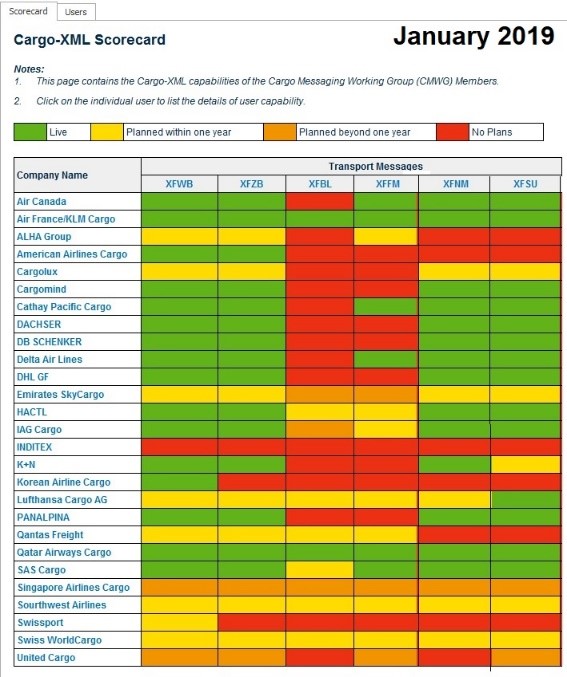 Scorecard
Users
Cargo-XML Scorecard
January 2019
Notes:
1. This page contains the Cargo-XML capabilities of the Cargo Messaging Working Group (CMWG) Members.
2. Click on the individual user to list the details of user capability.
Live
Planned within one year
Planned beyond one year
No Plans
Company Name
Transport Messages
XFWB XFZB XFBL XFFM XFNM XFSU
Air Canada
Air France/KLM Cargo
ALHA Group
American Airlines Cargo
Cargolux
Cargomind
Cathay Pacific Cargo
DACHSER
DB SCHENKER
Delta Air Lines
DHL GF
Emirates SkyCargo
HACTL
IAG Cargo
INDITEX
K+N
Korean Airline Cargo
Lufthansa Cargo AG
PANALPINA
Qantas Freight
Qatar Airways Cargo
SAS Cargo
Singapore Airlines Cargo
Sourthwest Airlines
Swissport
Swiss WorldCargo
United Cargo